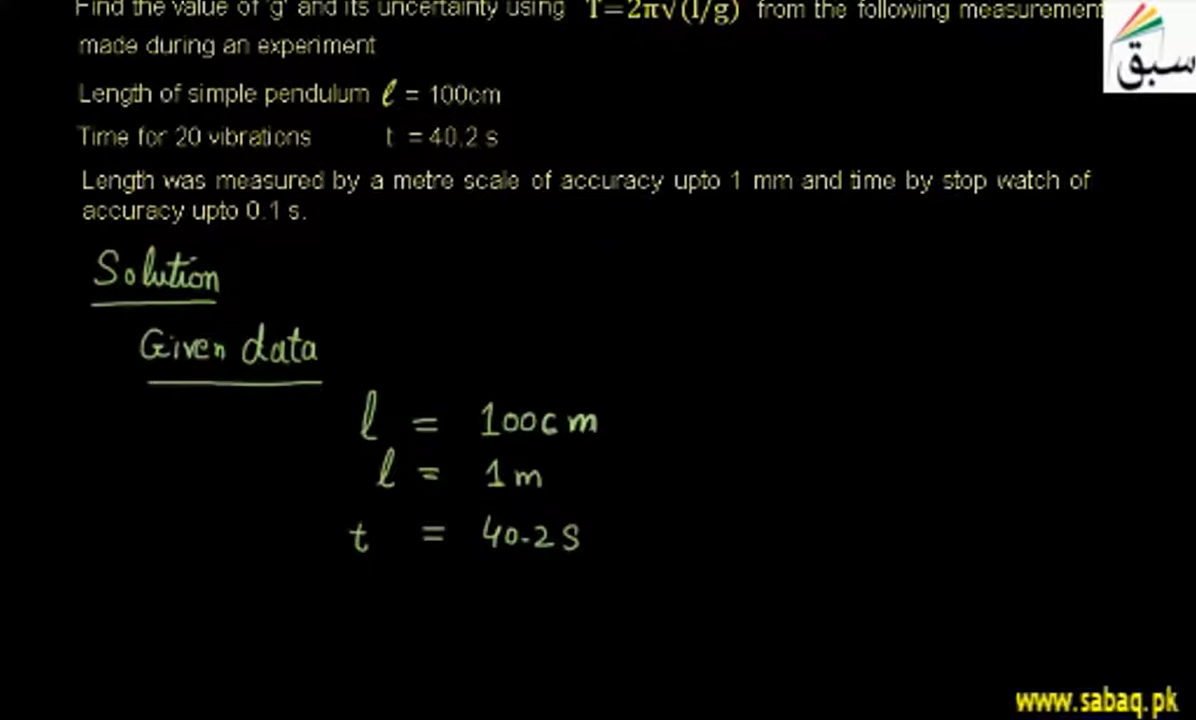 Find the value of 'g' and its uncertainty using T=2π√(l/g) from the following measurement
made during an experiment
سبق
Length of simple pendulum ℓ = 100cm
Time for 20 vibrations t = 40.2 s
Length was measured by a metre scale of accuracy upto 1 mm and time by stop watch of
accuracy upto 0.1 s.
Solution
Given data
l = 100cm
l = 1m
t = 40.2S
www.sabaq.pk